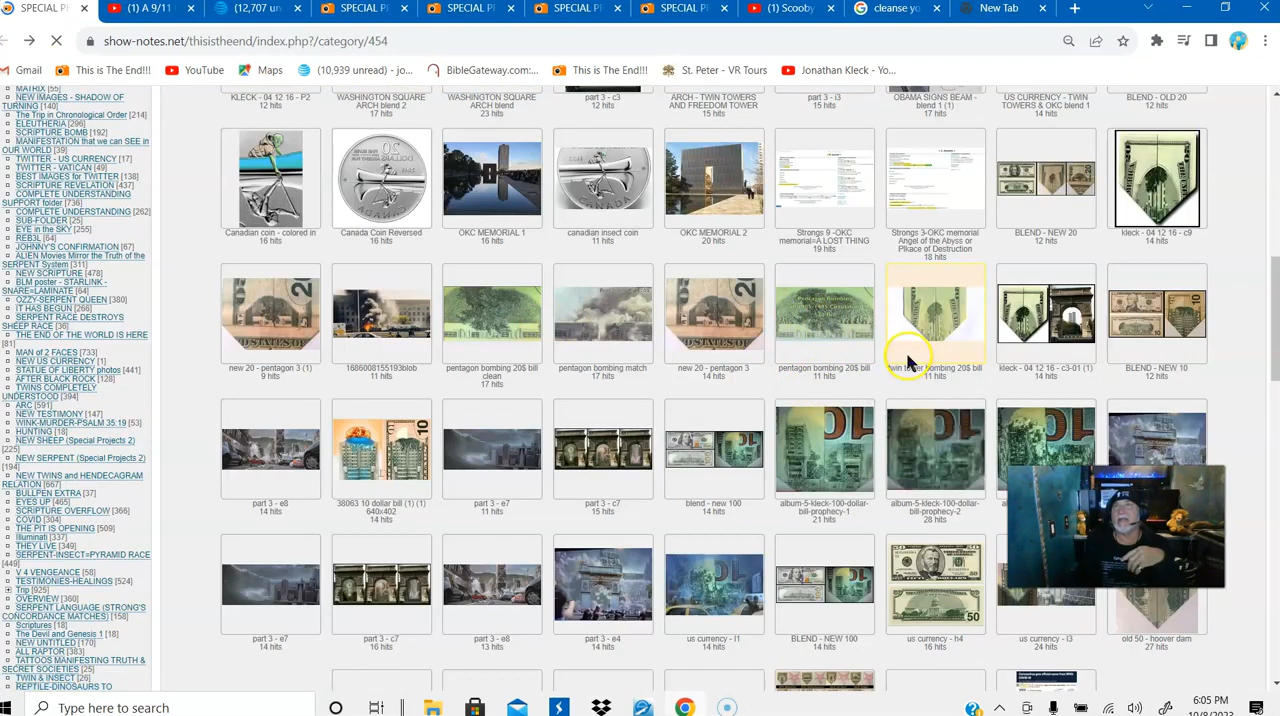 SPECIAL P
(1) A 9/11
(12,707 un
SPECIAL P
SPECIAL P
SPECIAL P
SPECIAL P
(1) Scooby
cleanse yo
New Tab
show-notes.net/thisistheend/index.php?/category/454
Gmail
This is The End!!!
YouTube
Maps
(10,939 unread) - jo...
BibleGateway.com:...
This is The End!!!
St. Peter - VR Tours
Jonathan Kleck - Yo...
MATRIX [55]
NEW IMAGES - SHADOW OF
TURNING [140]
The Trip in Chronological Order
[214]
ELEUTHERIA [296]
SCRIPTURE BOMB [192]
MANIFESTATION that we can SEE in
OUR WORLD [39]
TWITTER - US CURRENCY [17]
TWITTER - VATICAN [49]
BEST IMAGES for TWITTER [138]
SCRIPTURE REVELATION [437]
COMPLETE UNDERSTANDING
SUPPORT folder [736]
COMPLETE UNDERSTANDING [262]
SUB-FOLDER [25]
EYE in the SKY [255]
REBEL [64]
JOHNNY'S CONFIRMATION [67]
ALIEN Movies Mirror the Truth of the
Serpent System [311]
NEW SCRIPTURE [478]
BLM poster - STARLINK -
SNARE=LAMINATE [64]
OZZY-SERPENT QUEEN [380]
IT HAS BEGUN [266]
SERPENT RACE DESTROYS
SHEEP RACE [36]
THE END OF THE WORLD IS HERE
[81]
MAN of 2 FACES [733]
NEW US CURRENCY [1]
STATUE OF LIBERTY photos [441]
AFTER BLACK ROCK [128]
TWINS COMPLETELY
UNDERSTOOD [394]
ARC [591]
NEW TESTIMONY [147]
WINK-MURDER-PSALM 35:19 [53]
HUNTING [18]
NEW SHEEP (Special Projects 2)
[225]
NEW SERPENT (Special Projects 2)
[194]
NEW TWINS and HENDECAGRAM
RELATION [667]
BULLPEN EXTRA [37]
EYES UP [465]
SCRIPTURE OVERFLOW [369]
COVID [304]
THE PIT IS OPENING [509]
Illuminati [337]
THEY LIVE [349]
SERPENT-INSECT=PYRAMID RACE
[449]
V 4 VENGEANCE [58]
TESTIMONIES-HEALINGS [524]
Trip [925]
OVERVIEW [360]
SERPENT LANGUAGE (STRONG'S
CONCORDANCE MATCHES) [158]
Scriptures [18]
The Devil and Genesis 1 [18]
NEW UNTITLED [170]
ALL RAPTOR [383]
TATTOOS MANIFESTING TRUTH &
SECRET SOCIETIES [25]
TWIN & INSECT [26]
REPTILE-DINOSAURS TO
KLECK - 04 12 16 - P2
12 hits
WASHINGTON SQUARE
ARCH blend 2
17 hits
WASHINGTON SQUARE
ARCH blend
23 hits
part 3 - c3
12 hits
ARCH - TWIN TOWERS
AND FREEDOM TOWER
15 hits
part 3 - i3
15 hits
OBAMA SIGNS BEAM -
blend 1 (1)
17 hits
US CURRENCY - TWIN
TOWERS & OKC blend 1
14 hits
BLEND - OLD 20
12 hits
Canadian coin - colored in
16 hits
Canada Coin Reversed
16 hits
OKC MEMORIAL 1
16 hits
canadian insect coin
11 hits
OKC MEMORIAL 2
20 hits
Strongs 9 -OKC
memorial=A LOST THING
19 hits
Strongs 3-OKC memorial
Angel of the Abyss or
Plkace of Destruction
18 hits
BLEND - NEW 20
12 hits
kleck - 04 12 16 - c9
14 hits
new 20 - pentagon 3 (1)
9 hits
1686008155193blob
11 hits
pentagon bombing 20$ bill
clean
17 hits
pentagon bombing match
17 hits
new 20 - pentagon 3
14 hits
pentagon bombing 20$ bill
11 hits
twin tower bombing 20$ bill
11 hits
kleck - 04 12 16 - c3-01 (1)
14 hits
BLEND - NEW 10
12 hits
part 3 - e8
14 hits
38063 10 dollar bill (1) (1)
640x402
14 hits
part 3 - e7
11 hits
part 3 - c7
15 hits
blend - new 100
14 hits
album-5-kleck-100-dollar-
bill-prophecy-1
21 hits
album-5-kleck-100-dollar-
bill-prophecy-2
28 hits
part 3 - e7
14 hits
part 3 - c7
16 hits
part 3 - e8
13 hits
part 3 - e4
14 hits
us currency - l1
14 hits
BLEND - NEW 100
14 hits
us currency - h4
16 hits
us currency - l3
24 hits
old 50 - hoover dam
27 hits
Type here to search
6:05 PM
10/8/2023